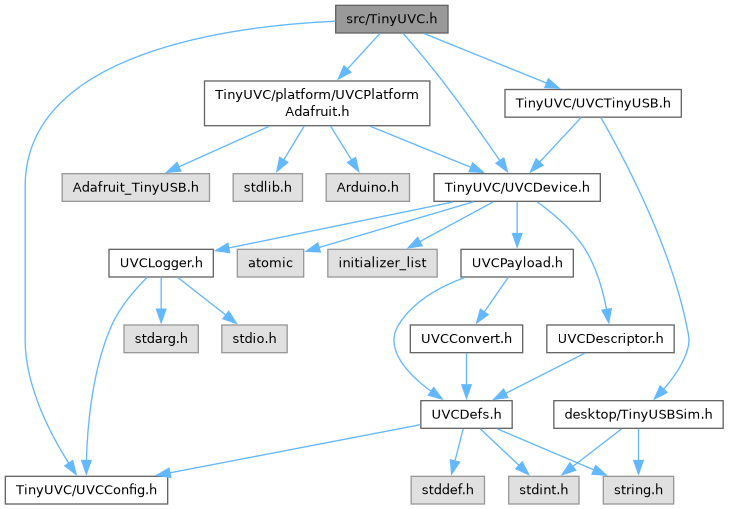 src/TinyUVC.h
TinyUVC/platform/UVCPlatform
Adafruit.h
TinyUVC/UVCTinyUSB.h
Adafruit_TinyUSB.h
stdlib.h
Arduino.h
TinyUVC/UVCDevice.h
UVCLogger.h
atomic
initializer_list
UVCPayload.h
stdarg.h
stdio.h
UVCConvert.h
UVCDescriptor.h
UVCDefs.h
desktop/TinyUSBSim.h
TinyUVC/UVCConfig.h
stddef.h
stdint.h
string.h